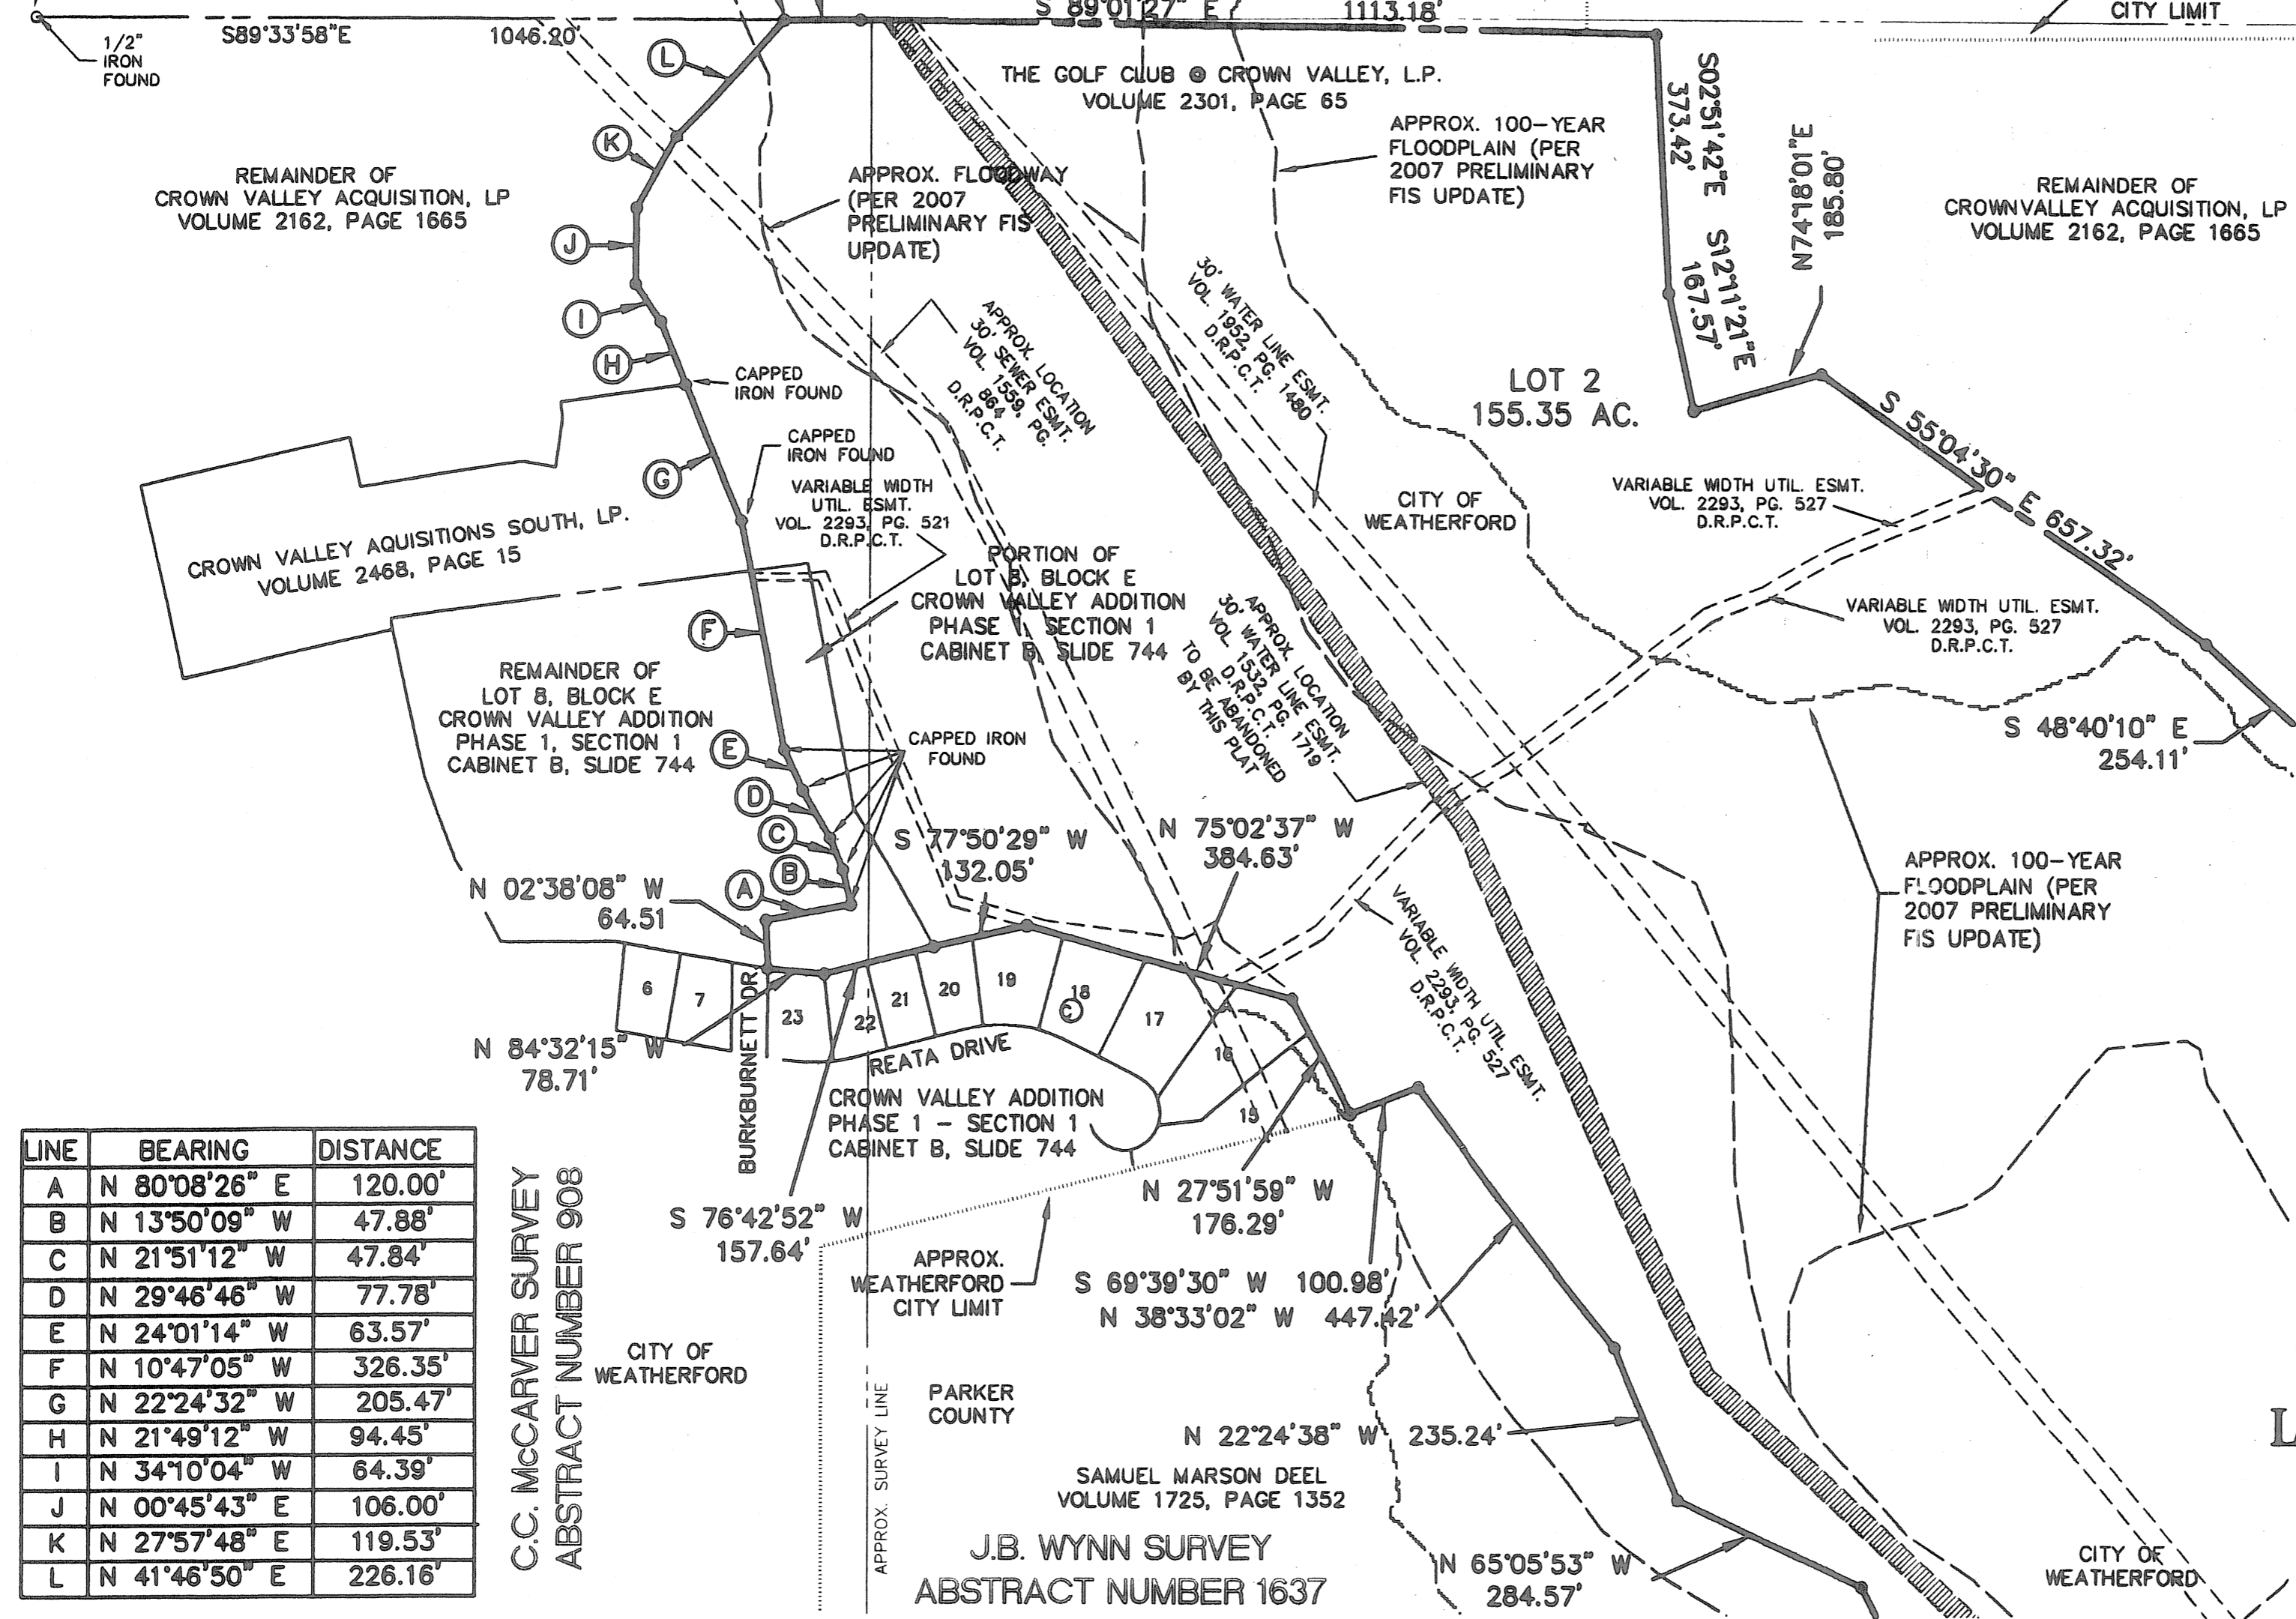 S 89°01'27" E
1113.18'
CITY LIMIT
1/2"
IRON
FOUND
S89°33'58"E
1046.20'
L
THE GOLF CLUB @ CROWN VALLEY, L.P.
VOLUME 2301, PAGE 65
S02°51'42"E
373.42'
S12°11'21"E
167.57'
N74°18'01"E
185.80'
K
REMAINDER OF
CROWN VALLEY ACQUISITION, LP
VOLUME 2162, PAGE 1665
APPROX. FLOODWAY
(PER 2007
PRELIMINARY FIS
UPDATE)
APPROX. 100-YEAR
FLOODPLAIN (PER
2007 PRELIMINARY
FIS UPDATE)
REMAINDER OF
CROWNVALLEY ACQUISITION, LP
VOLUME 2162, PAGE 1665
J
I
H
CAPPED
IRON FOUND
APPROX. LOCATION
30' SEWER ESMT.
VOL. 1559, PG.
864
D.R.P.C.T.
30' WATER LINE ESMT.
VOL. 1952, PG. 1480
D.R.P.C.T.
LOT 2
155.35 AC.
S 55°04'30" E 657.32'
CAPPED
IRON FOUND
G
VARIABLE WIDTH
UTIL. ESMT.
VOL. 2293, PG. 521
D.R.P.C.T.
CITY OF
WEATHERFORD
VARIABLE WIDTH UTIL. ESMT.
VOL. 2293, PG. 527
D.R.P.C.T.
CROWN VALLEY AQUISITIONS SOUTH, LP.
VOLUME 2468, PAGE 15
PORTION OF
LOT 8, BLOCK E
CROWN VALLEY ADDITION
PHASE 1, SECTION 1
CABINET B, SLIDE 744
VARIABLE WIDTH UTIL. ESMT.
VOL. 2293, PG. 527
D.R.P.C.T.
F
APPROX. LOCATION
30' WATER LINE ESMT.
VOL. 1532, PG. 1719
D.R.P.C.T.
TO BE ABANDONED
BY THIS PLAT
REMAINDER OF
LOT 8, BLOCK E
CROWN VALLEY ADDITION
PHASE 1, SECTION 1
CABINET B, SLIDE 744
E
CAPPED IRON
FOUND
S 48°40'10" E
254.11'
D
C
B
A
S 77°50'29" W
132.05'
N 75°02'37" W
384.63'
APPROX. 100-YEAR
FLOODPLAIN (PER
2007 PRELIMINARY
FIS UPDATE)
N 02°38'08" W
64.51
VARIABLE WIDTH UTIL. ESMT.
VOL. 2293, PG. 527
D.R.P.C.T.
6
7
BURKBURNETT DR.
23
22
21
20
19
18
C
17
16
15
N 84°32'15" W
78.71'
REATA DRIVE
CROWN VALLEY ADDITION
PHASE 1 - SECTION 1
CABINET B, SLIDE 744
N 27°51'59" W
176.29'
S 76°42'52" W
157.64'
APPROX.
WEATHERFORD
CITY LIMIT
S 69°39'30" W 100.98'
N 38°33'02" W 447.42'
LINE BEARING DISTANCE
A N 80°08'26" E 120.00'
B N 13°50'09" W 47.88'
C N 21°51'12" W 47.84'
D N 29°46'46" W 77.78'
E N 24°01'14" W 63.57'
F N 10°47'05" W 326.35'
G N 22°24'32" W 205.47'
H N 21°49'12" W 94.45'
I N 34°10'04" W 64.39'
J N 00°45'43" E 106.00'
K N 27°57'48" E 119.53'
L N 41°46'50" E 226.16'
C.C. McCARVER SURVEY
ABSTRACT NUMBER 908
CITY OF
WEATHERFORD
APPROX. SURVEY LINE
PARKER
COUNTY
N 22°24'38" W 235.24'
SAMUEL MARSON DEEL
VOLUME 1725, PAGE 1352
J.B. WYNN SURVEY
ABSTRACT NUMBER 1637
N 65°05'53" W
284.57'
CITY OF
WEATHERFORD
L